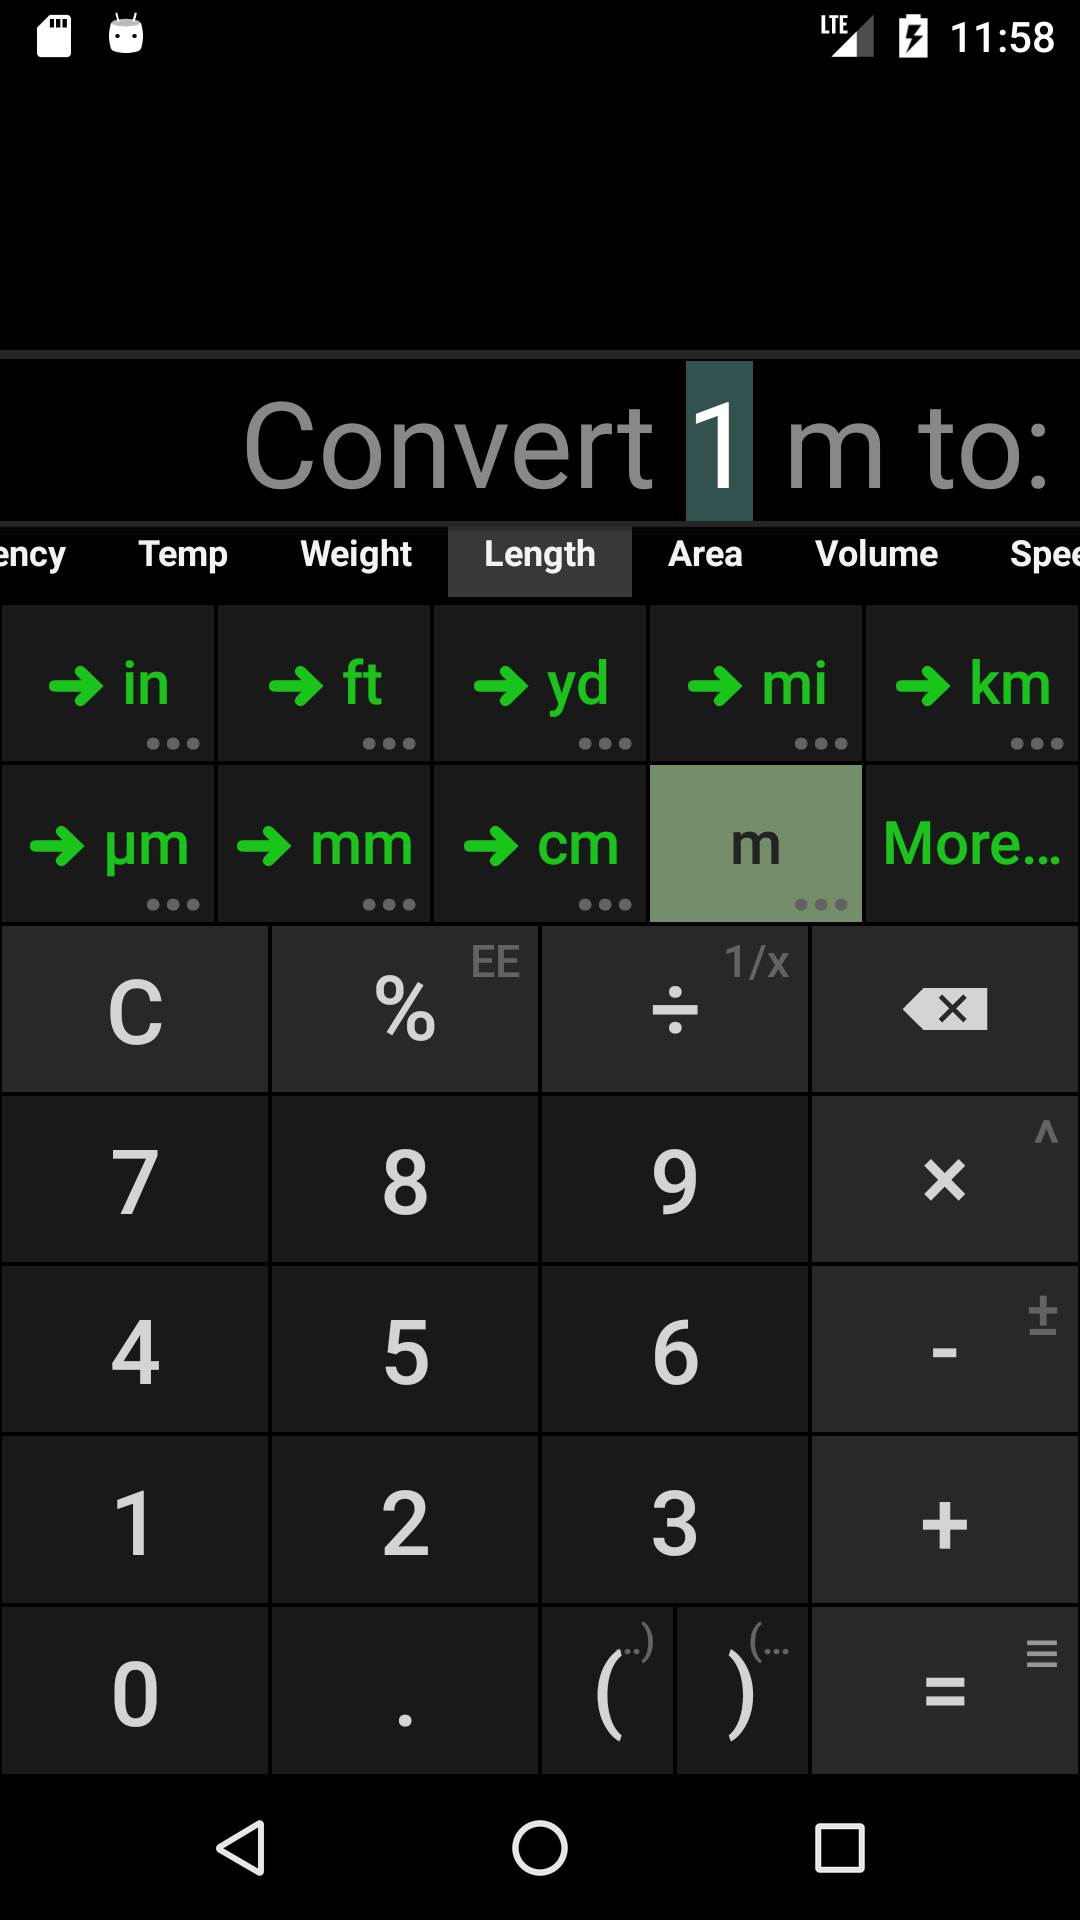 LTE 11:58
Convert 1 m to:
ency Temp Weight Length Area Volume Spee
in ft yd mi km
µm mm cm m More...
C % EE ÷ 1/x
7 8 9 × ^
4 5 6 - ±
1 2 3 +
0 . ( ..) ) (... =